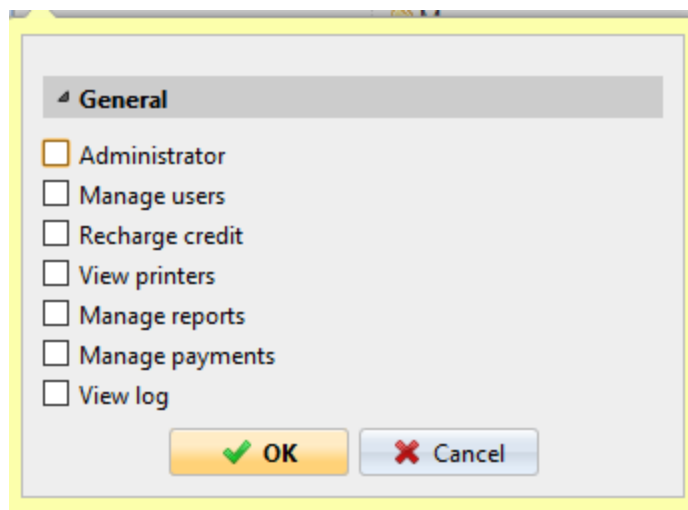 General
Administrator
Manage users
Recharge credit
View printers
Manage reports
Manage payments
View log
OK
Cancel